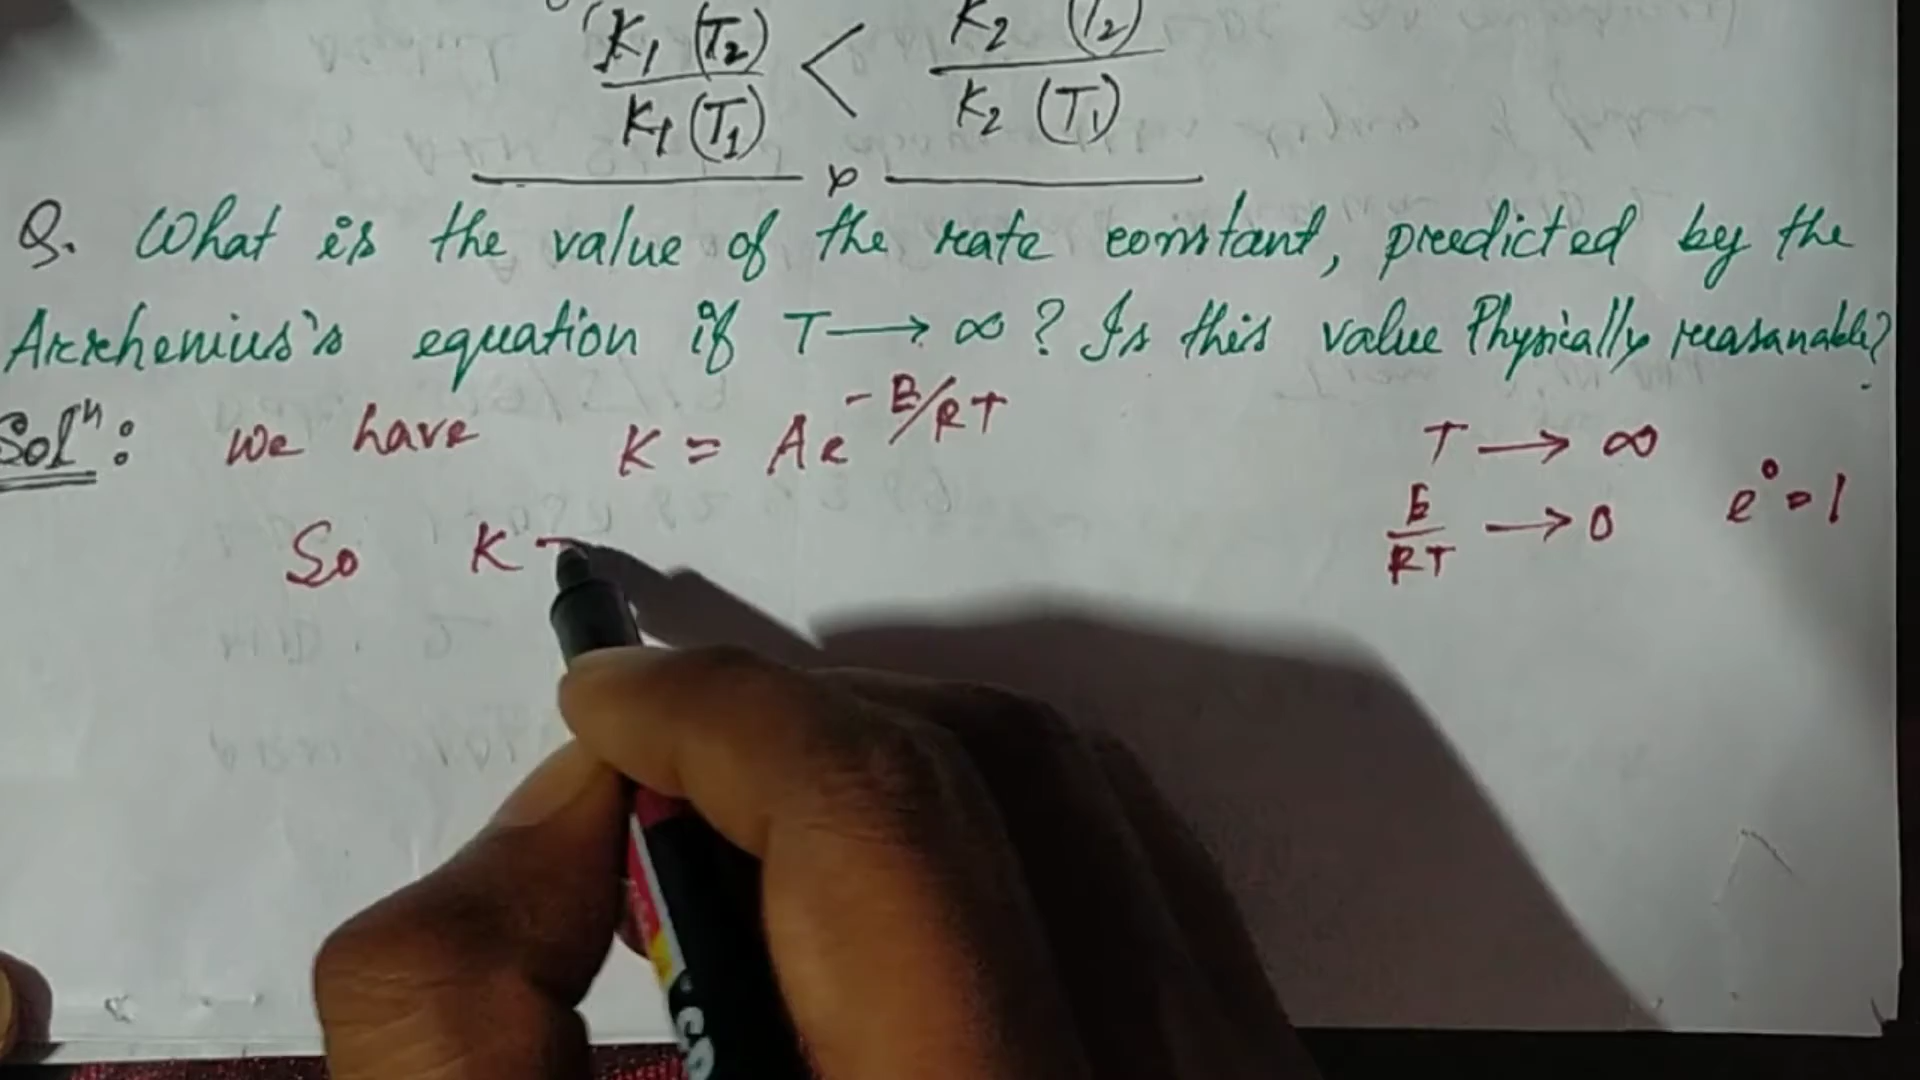 K₁ (T₂) < K₂ (T₂)
K₁ (T₁) K₂ (T₁)
x
Q. What is the value of the rate constant, predicted by the
Arrhenius's equation if T → ∞ ? Is this value Physically reasanable?
Solⁿ: We have K = Ae^-E/RT T → ∞
E/RT → 0 e⁰ = 1
So K